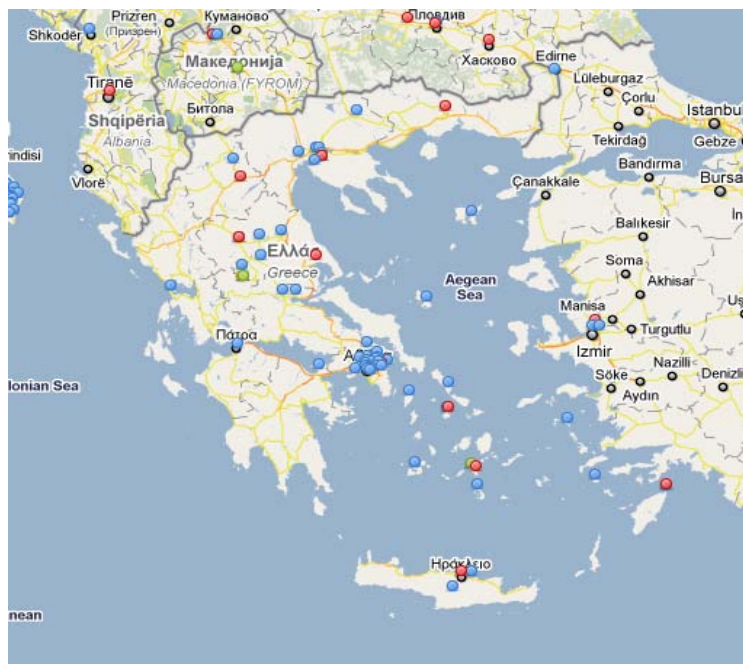 Prizren
(Призрен)
Куманово
Пловдив
Shkodër
Македонија
Macedonia (FYROM)
Хасково
Edirne
Lüleburgaz
Tiranë
Çorlu
Istanbul
Shqipëria
Albania
Битола
Tekirdağ
Gebze
rindisi
Bandırma
Vlorë
Çanakkale
Bursa
Balıkesir
Ελλάς
Greece
Soma
Aegean
Sea
Akhisar
Manisa
Πάτρα
Turgutlu
Izmir
Ionian Sea
Söke
Nazilli
Aydın
Denizli
Ηράκλειο
nean